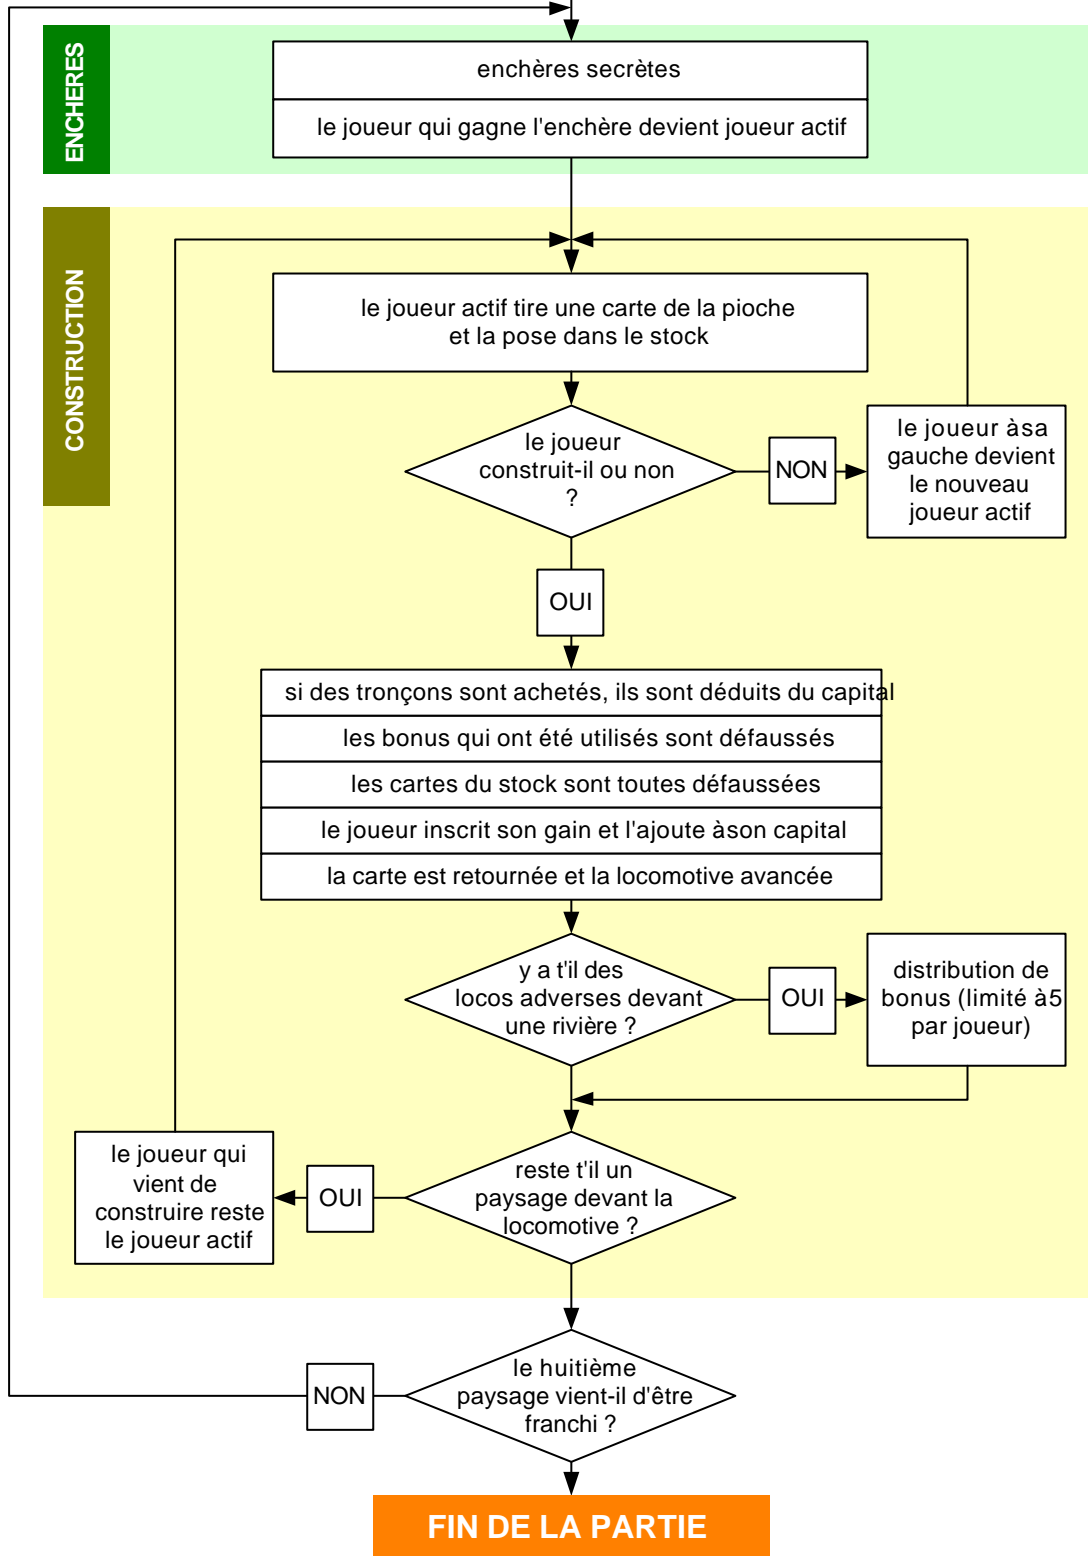 ENCHERES
enchères secrètes
le joueur qui gagne l'enchère devient joueur actif
CONSTRUCTION
le joueur actif tire une carte de la pioche
et la pose dans le stock
le joueur
construit-il ou non
?
NON
le joueur àsa
gauche devient
le nouveau
joueur actif
OUI
si des tronçons sont achetés, ils sont déduits du capital
les bonus qui ont été utilisés sont défaussés
les cartes du stock sont toutes défaussées
le joueur inscrit son gain et l'ajoute àson capital
la carte est retournée et la locomotive avancée
y a t'il des
locos adverses devant
une rivière ?
OUI
distribution de
bonus (limité à5
par joueur)
reste t'il un
paysage devant la
locomotive ?
OUI
le joueur qui
vient de
construire reste
le joueur actif
le huitième
paysage vient-il d'être
franchi ?
NON
FIN DE LA PARTIE